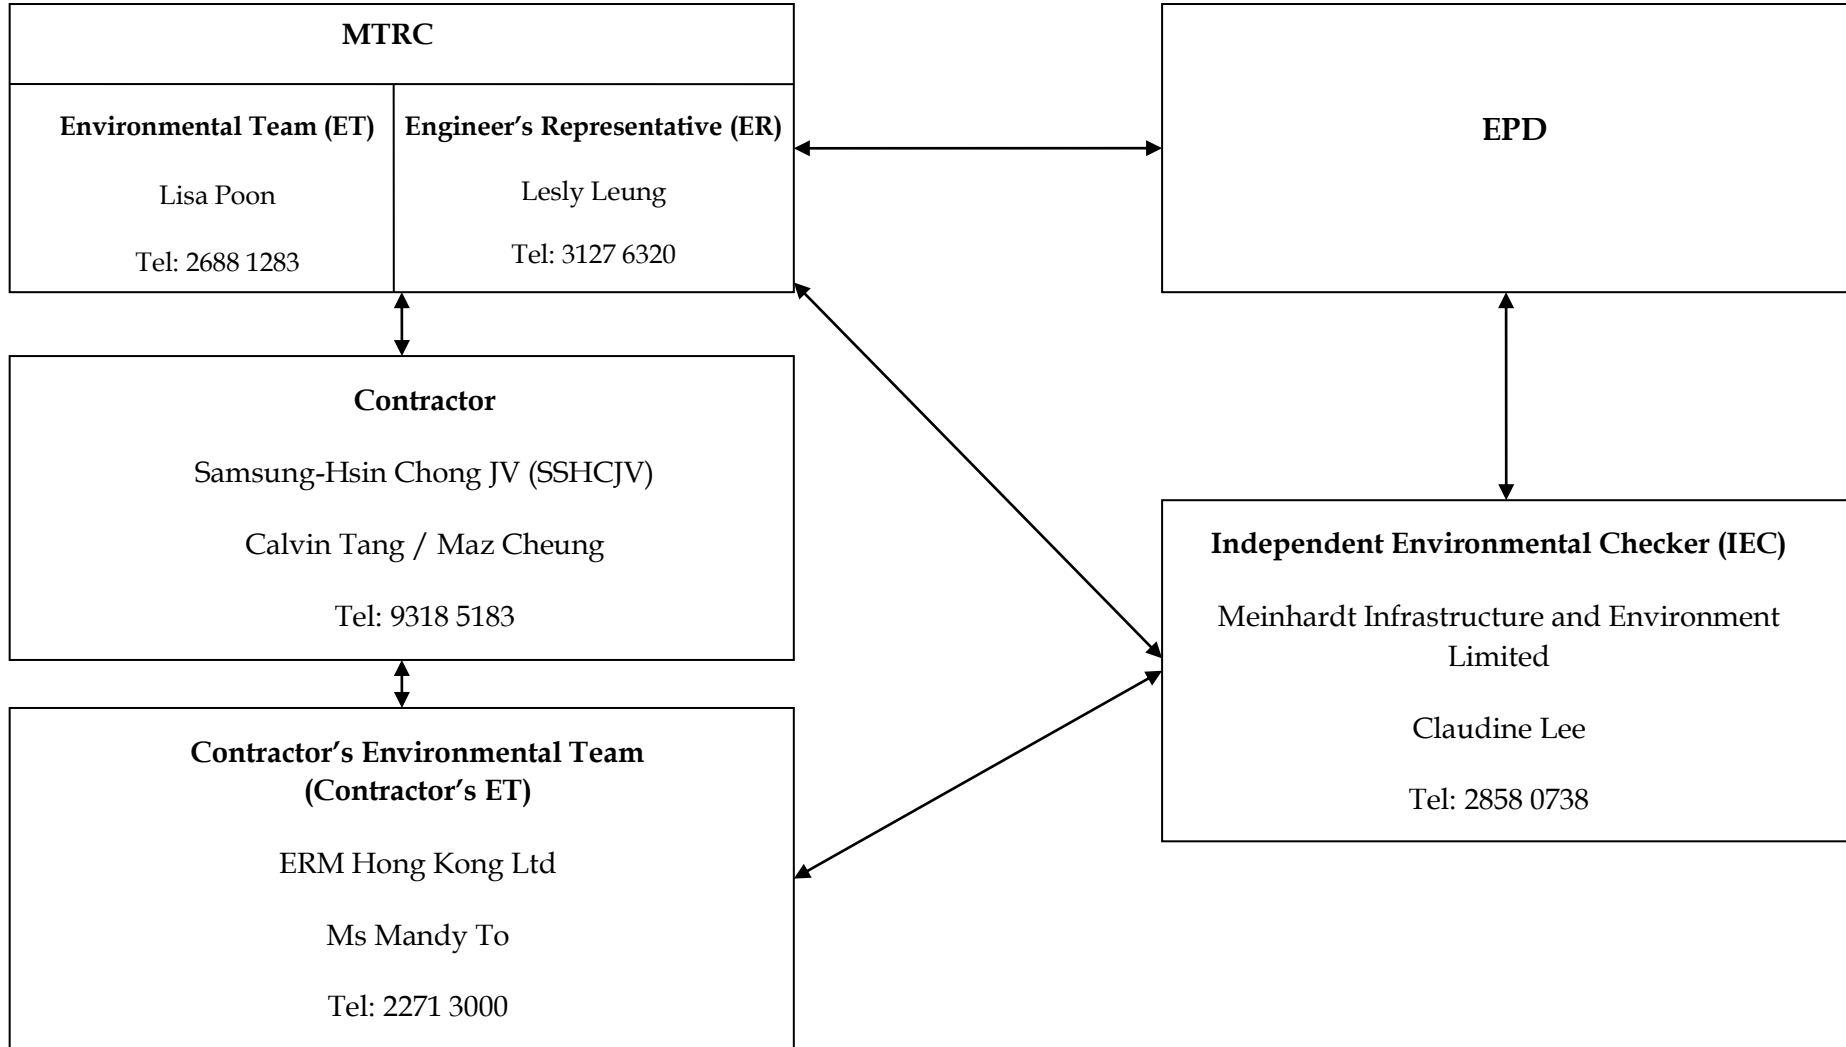 MTRC
Environmental Team (ET)
Lisa Poon
Tel: 2688 1283
Engineer’s Representative (ER)
Lesly Leung
Tel: 3127 6320
EPD
Contractor
Samsung-Hsin Chong JV (SSHCJV)
Calvin Tang / Maz Cheung
Tel: 9318 5183
Independent Environmental Checker (IEC)
Meinhardt Infrastructure and Environment
Limited
Claudine Lee
Tel: 2858 0738
Contractor’s Environmental Team
(Contractor’s ET)
ERM Hong Kong Ltd
Ms Mandy To
Tel: 2271 3000